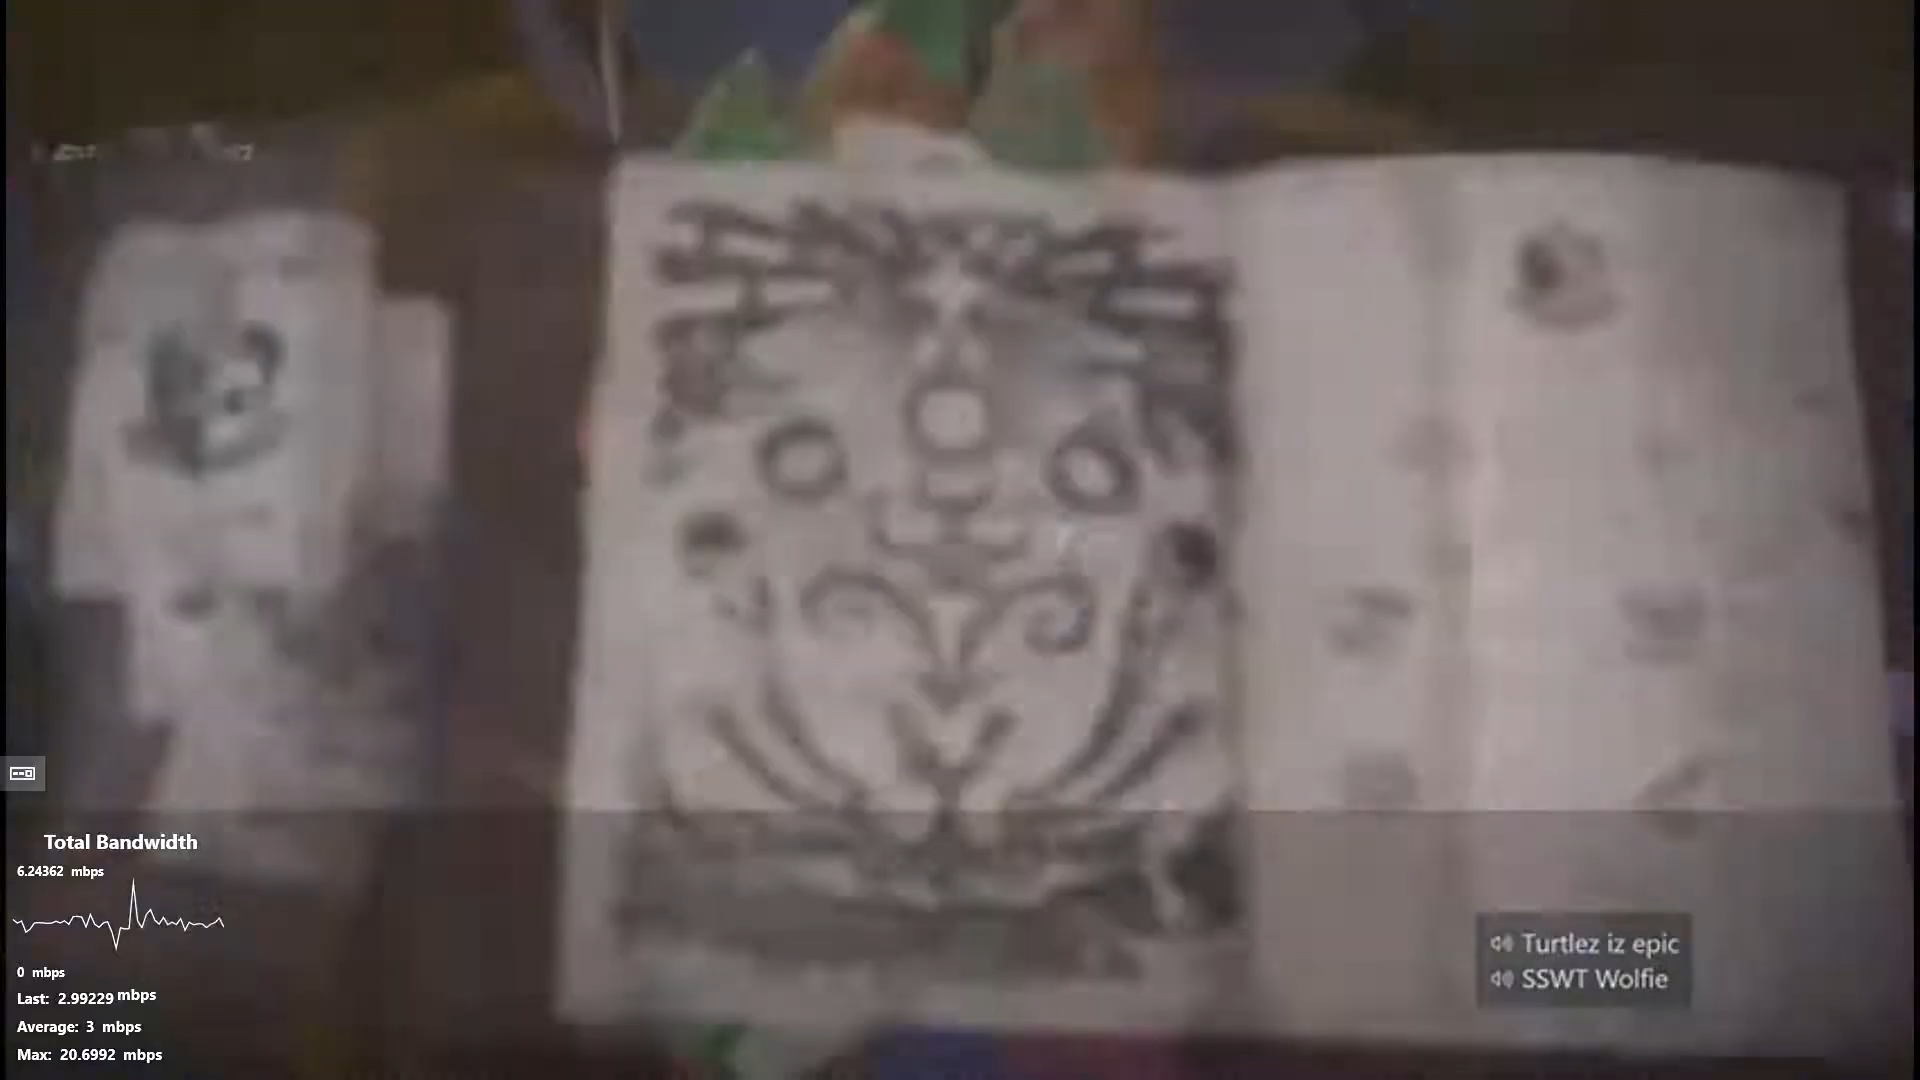 Total Bandwidth
6.24362 mbps
0 mbps
Last: 2.99229 mbps
Average: 3 mbps
Max: 20.6992 mbps
Turtlez iz epic
SSWT Wolfie